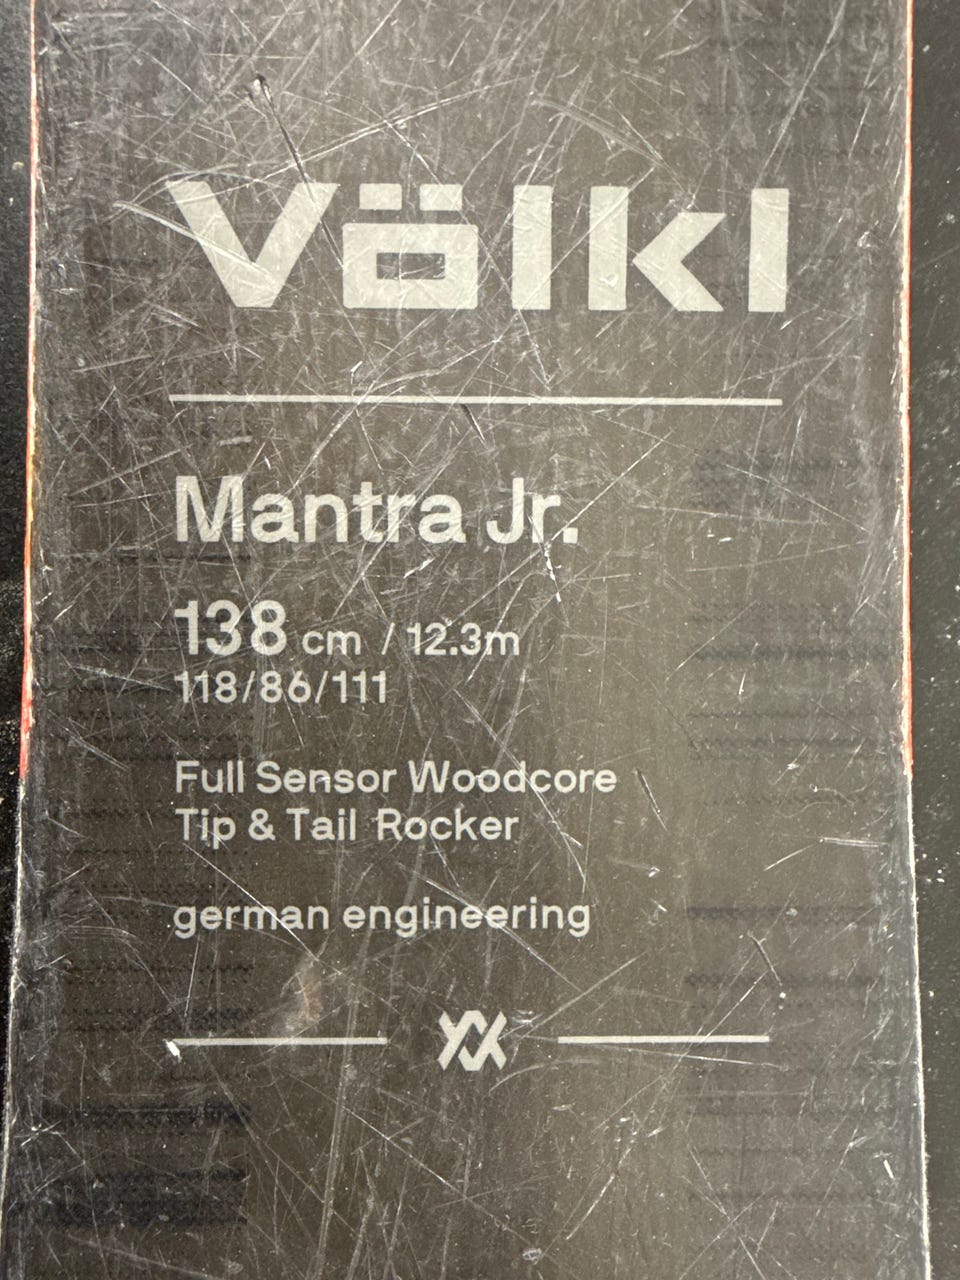 Völkl
Mantra Jr.
138 cm / 12.3m
118/86/111
Full Sensor Woodcore
Tip & Tail Rocker
german engineering